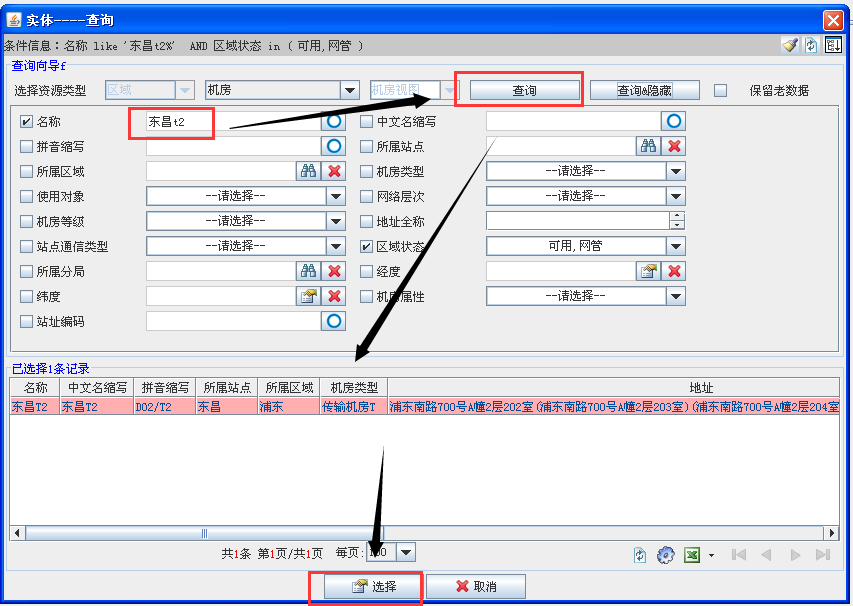 实体----查询
条件信息：名称 like '东昌t2%' AND 区域状态 in ( 可用,网管 )
查询向导f
选择资源类型 区域 机房 机房视图 查询 查询&隐藏 保留老数据
名称 东昌t2 中文名缩写
拼音缩写 所属站点
所属区域 机房类型 --请选择--
使用对象 --请选择-- 网络层次 --请选择--
机房等级 --请选择-- 地址全称
站点通信类型 --请选择-- 区域状态 可用,网管
所属分局 经度
纬度 机房属性 --请选择--
站址编码
已选择1条记录
名称 中文名缩写 拼音缩写 所属站点 所属区域 机房类型 地址
东昌T2 东昌T2 D02/T2 东昌 浦东 传输机房T 浦东南路700号A幢2层202室(浦东南路700号A幢2层203室)(浦东南路700号A幢2层204室
共1条 第1页/共1页 每页: 100
选择 取消